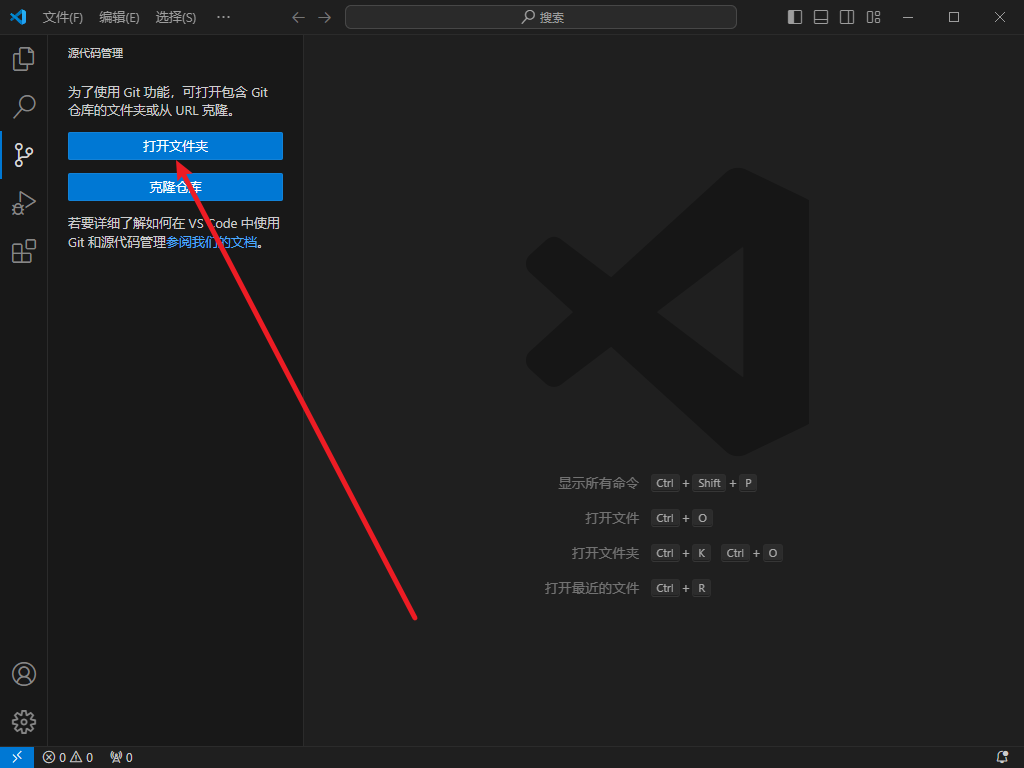 文件(F) 编辑(E) 选择(S) ··· 搜索
源代码管理
为了使用 Git 功能，可打开包含 Git
仓库的文件夹或从 URL 克隆。
打开文件夹
克隆仓库
若要详细了解如何在 VS Code 中使用
Git 和源代码管理参阅我们的文档。
显示所有命令 Ctrl + Shift + P
打开文件 Ctrl + O
打开文件夹 Ctrl + K Ctrl + O
打开最近的文件 Ctrl + R
0 0 0